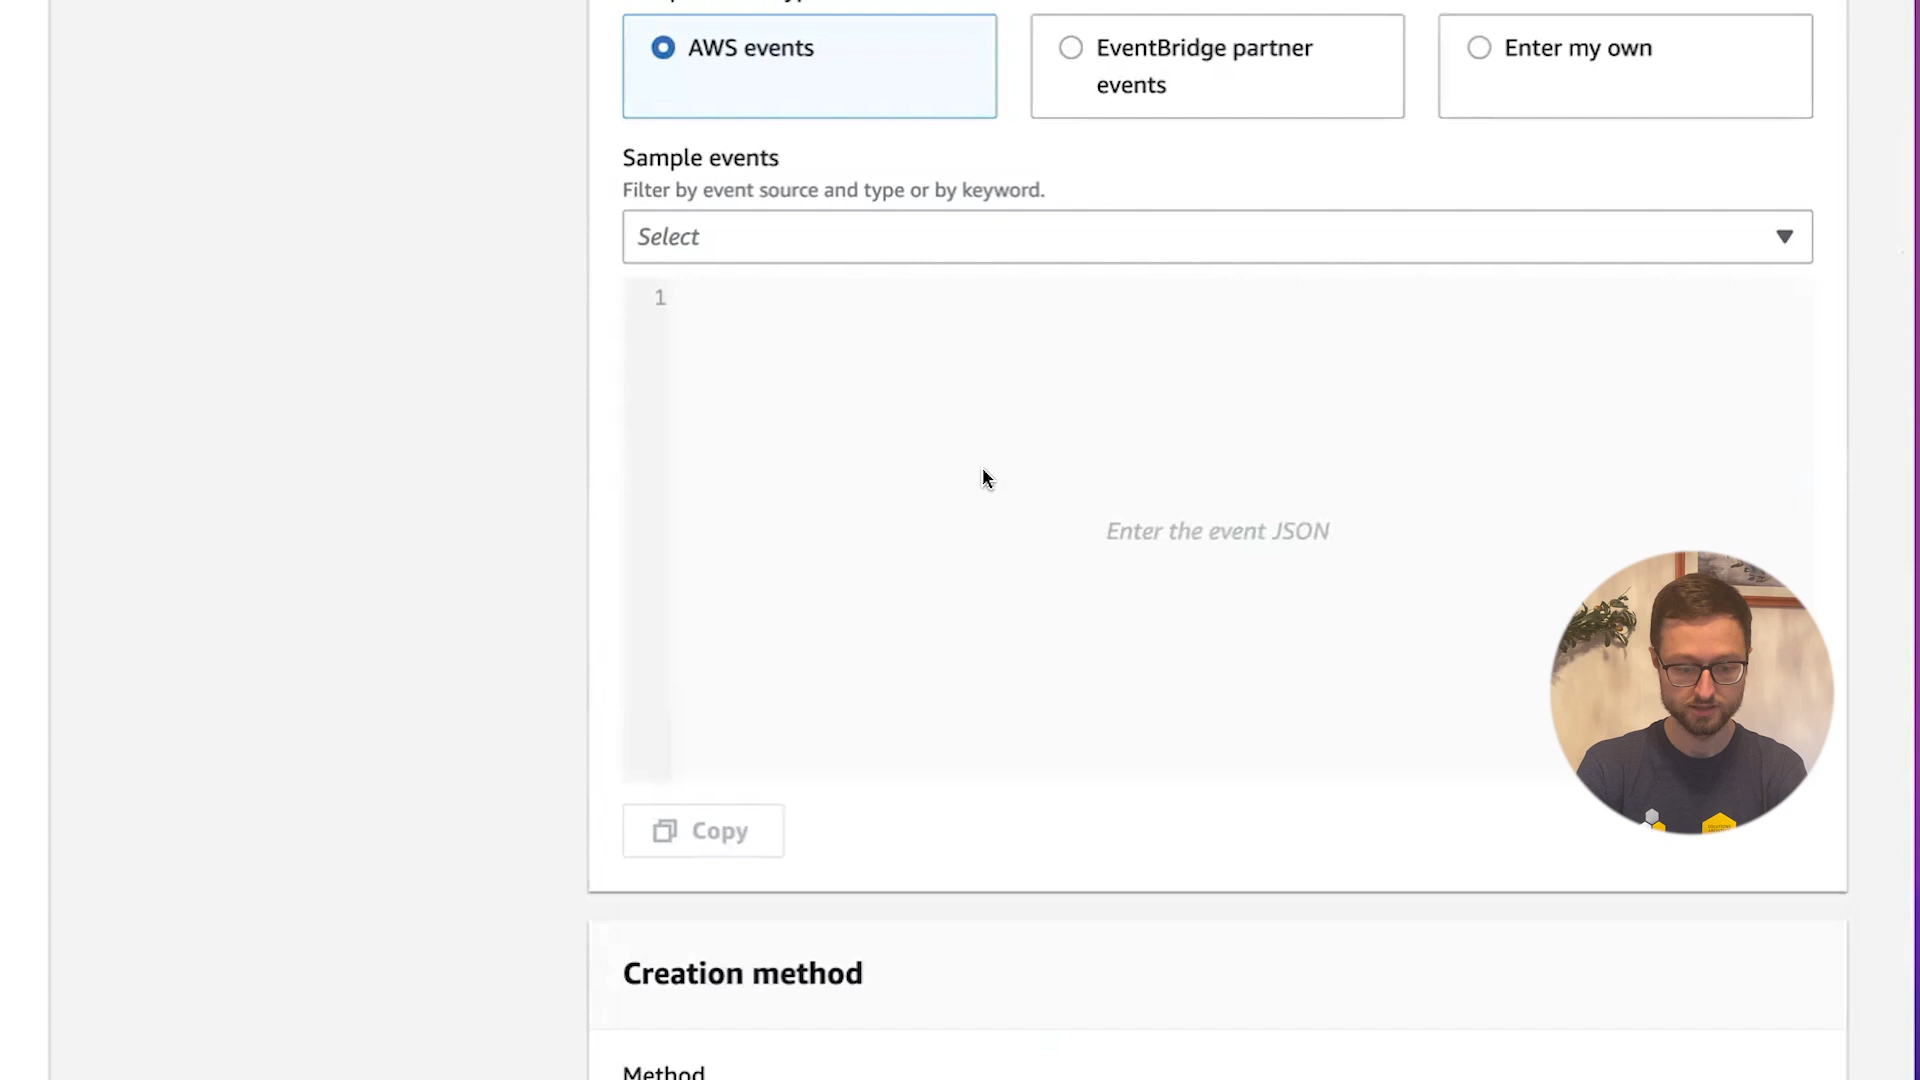 AWS events
EventBridge partner
events
Enter my own
Sample events
Filter by event source and type or by keyword.
Select
1
Enter the event JSON
Copy
Creation method
Method